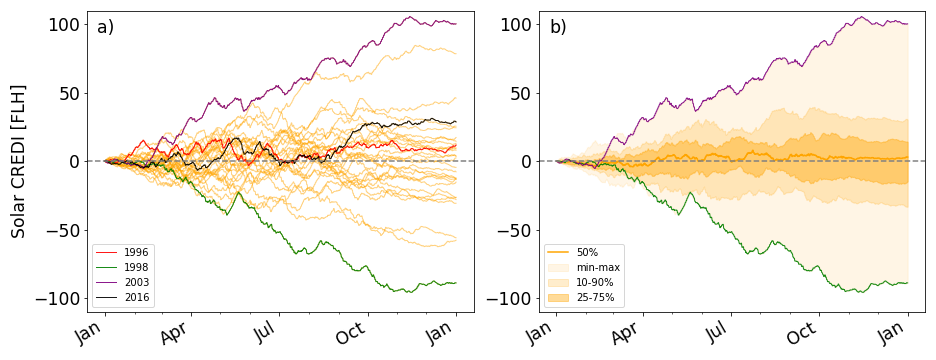 a)
Solar CREDI [FLH]
100
50
0
−50
−100
1996
1998
2003
2016
Jan
Apr
Jul
Oct
Jan
b)
100
50
0
−50
−100
50%
min-max
10-90%
25-75%
Jan
Apr
Jul
Oct
Jan